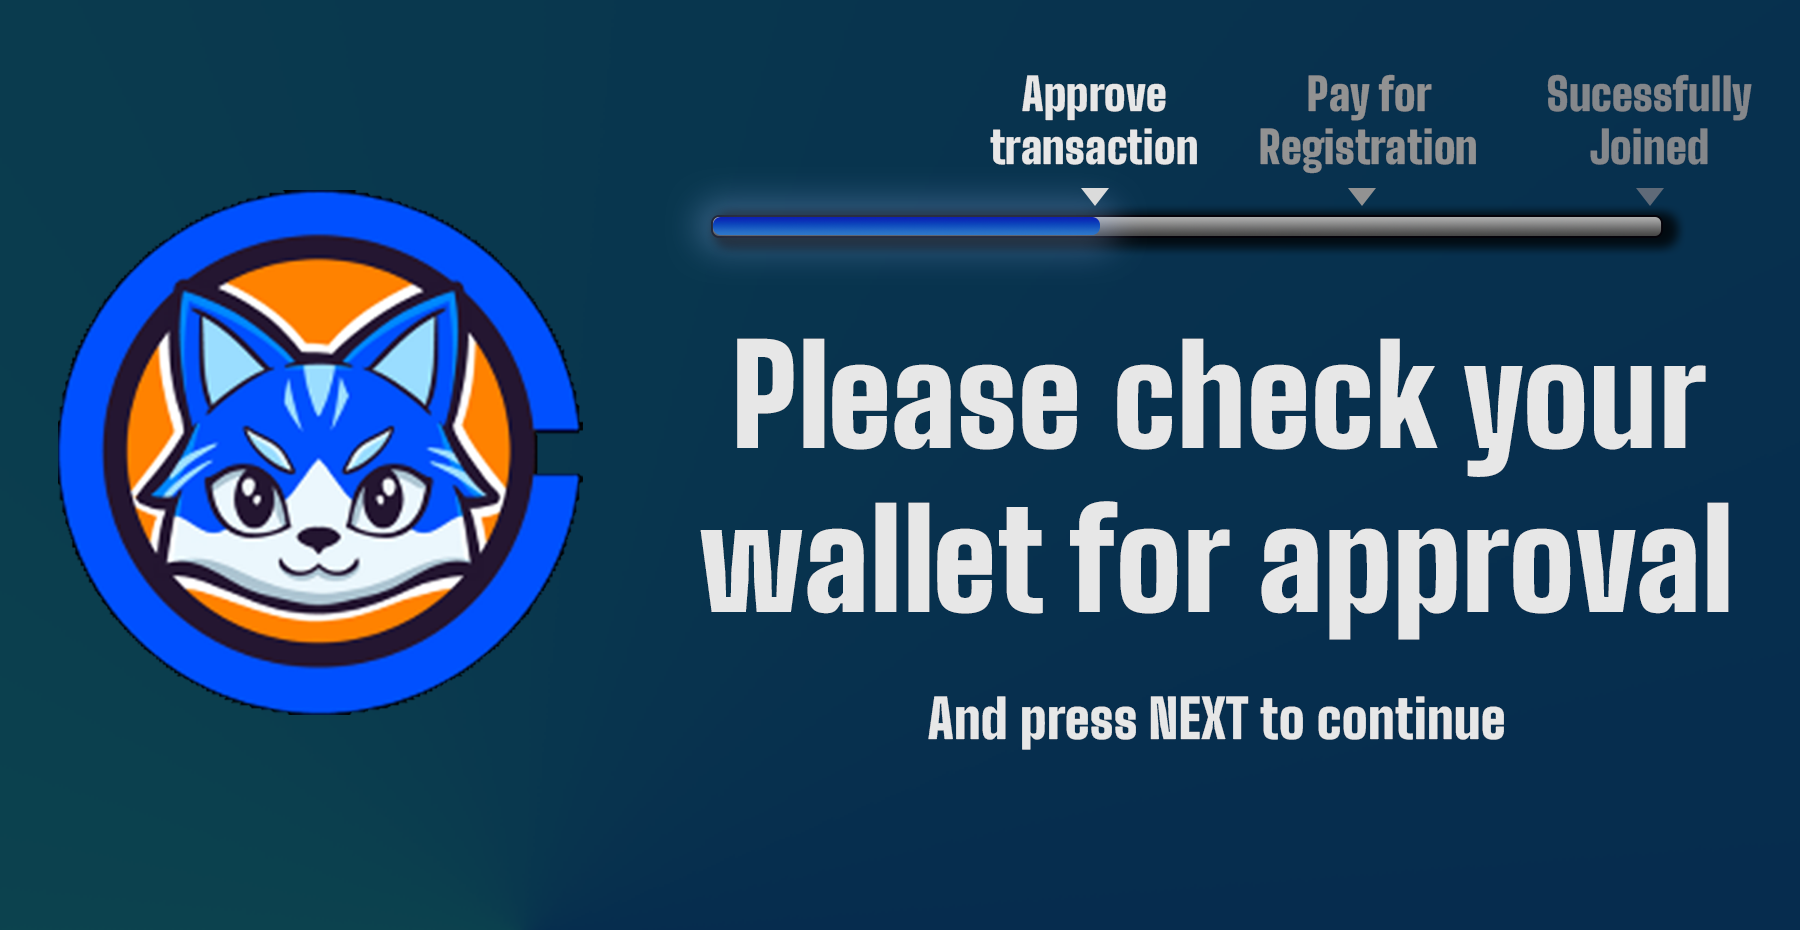 Approve
transaction
Pay for
Registration
Sucessfully
Joined
Please check your
wallet for approval
And press NEXT to continue